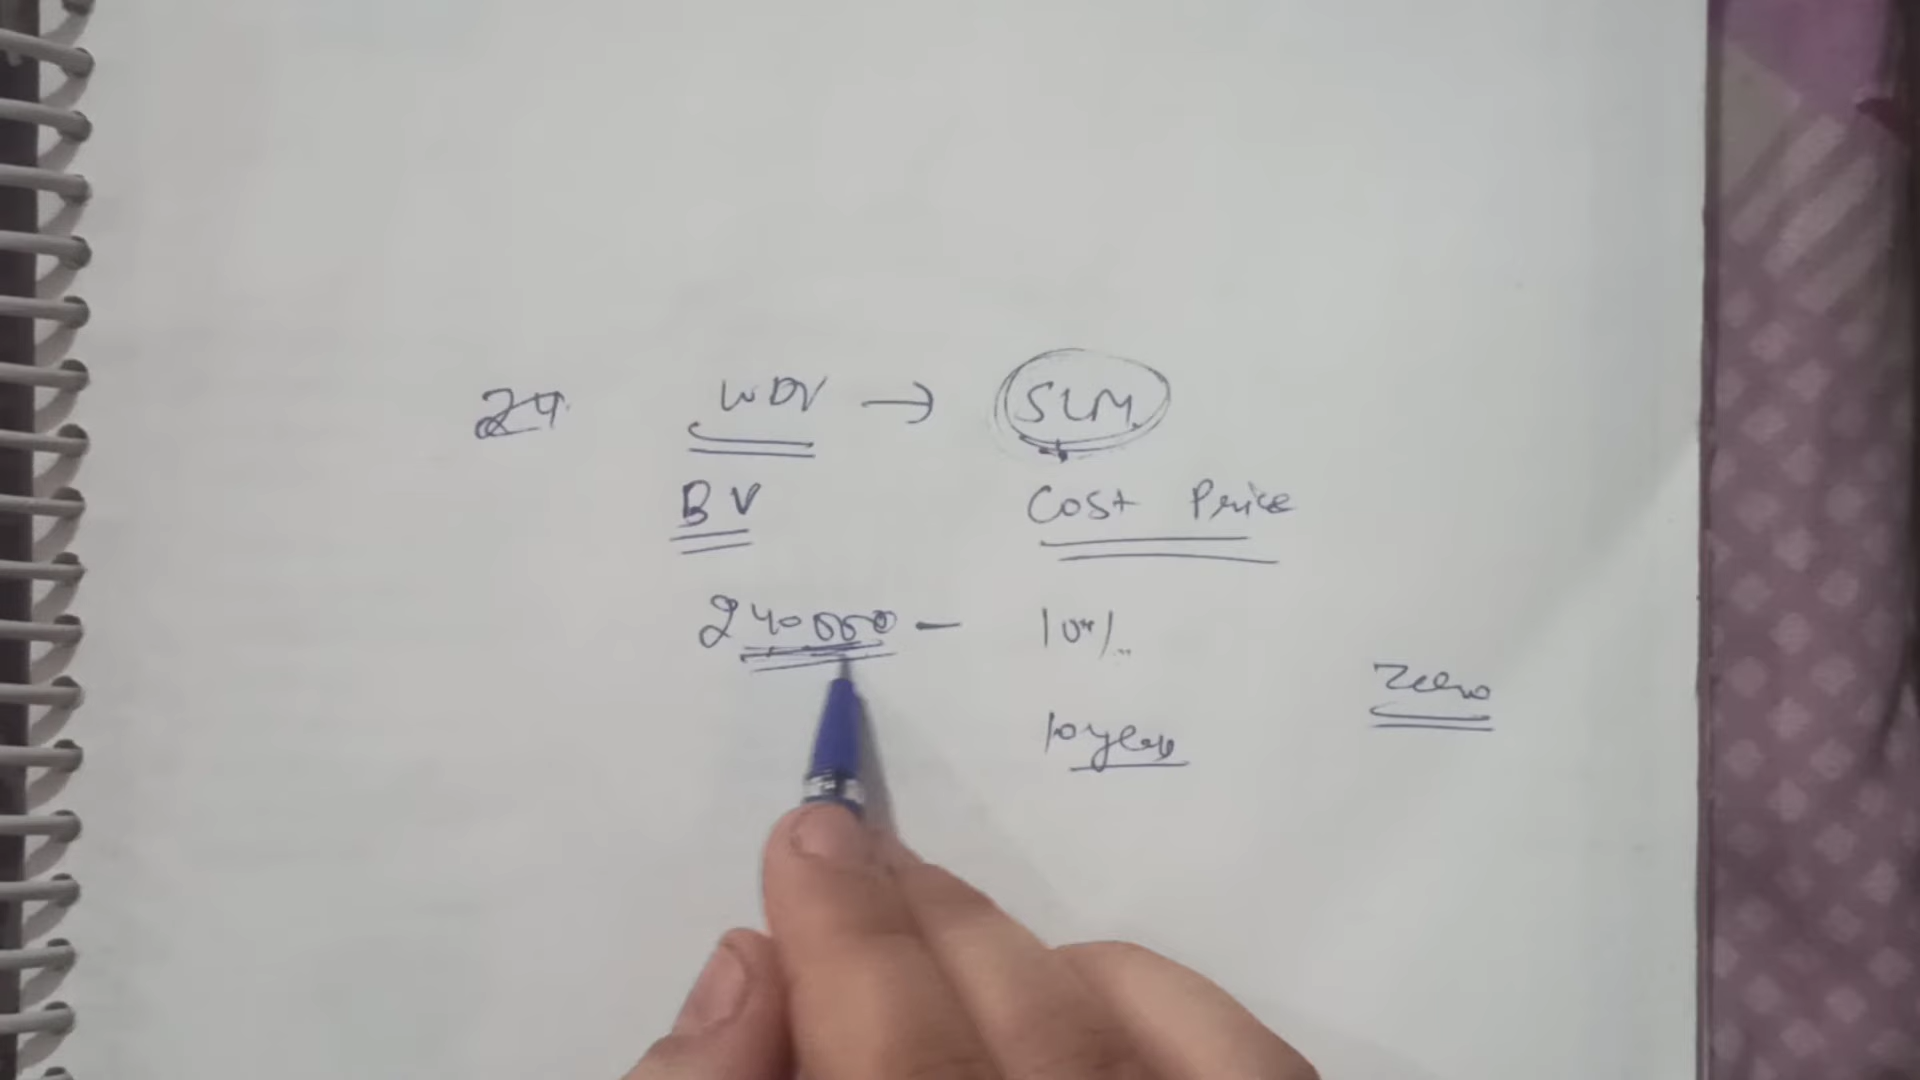 24 WDV → SLM
BV Cost Price
240000 — 10%
Zero
10 years